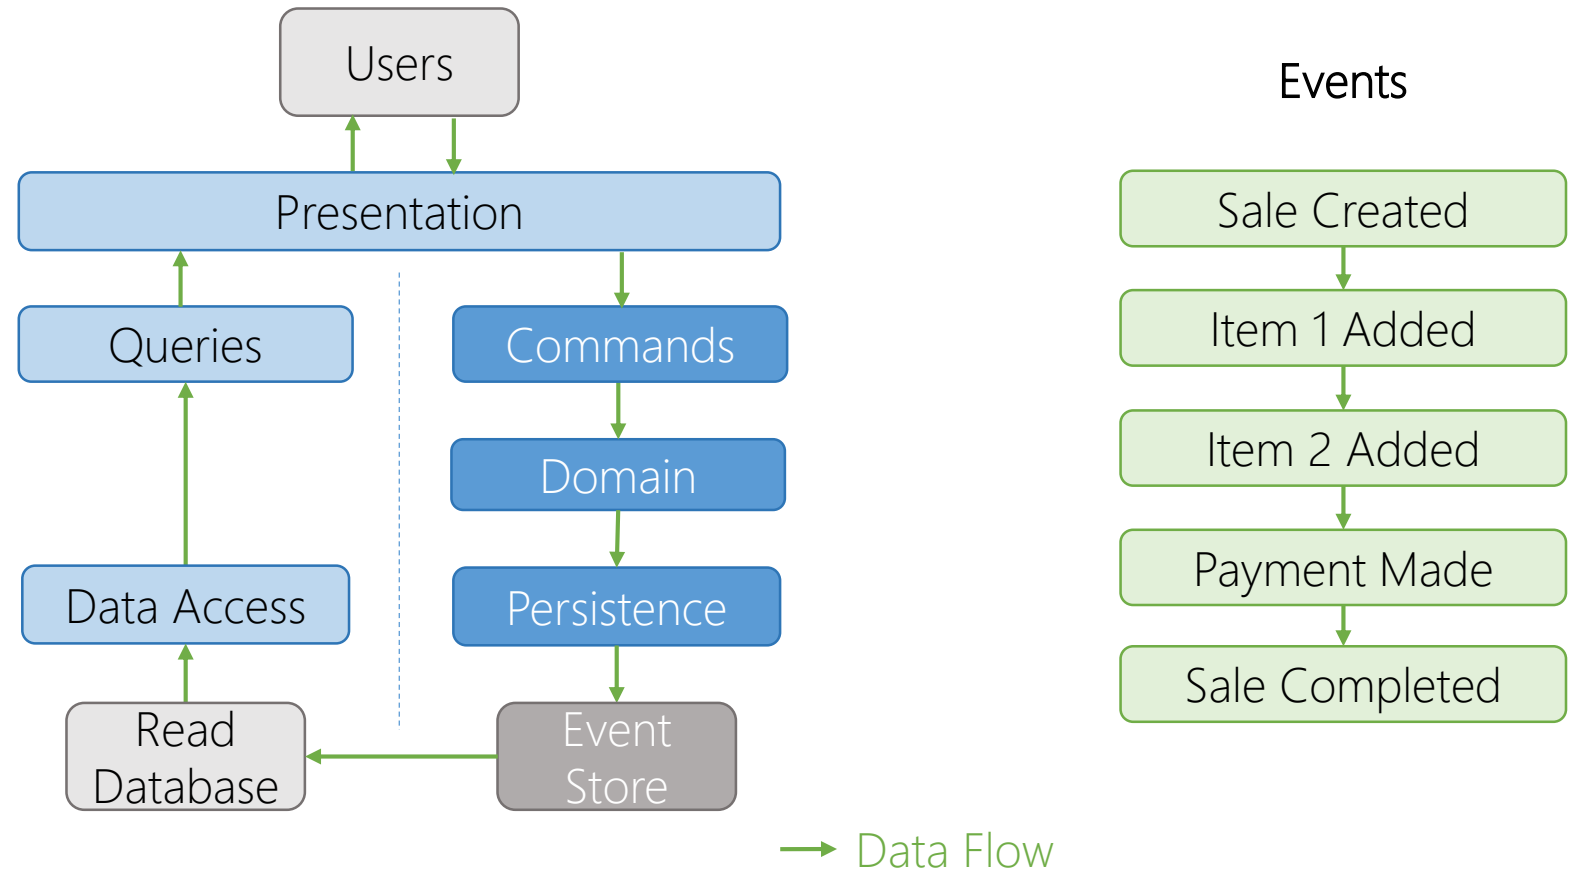 Users
Events
Presentation
Sale Created
Queries
Commands
Item 1 Added
Domain
Item 2 Added
Data Access
Persistence
Payment Made
Read
Database
Event
Store
Sale Completed
Data Flow